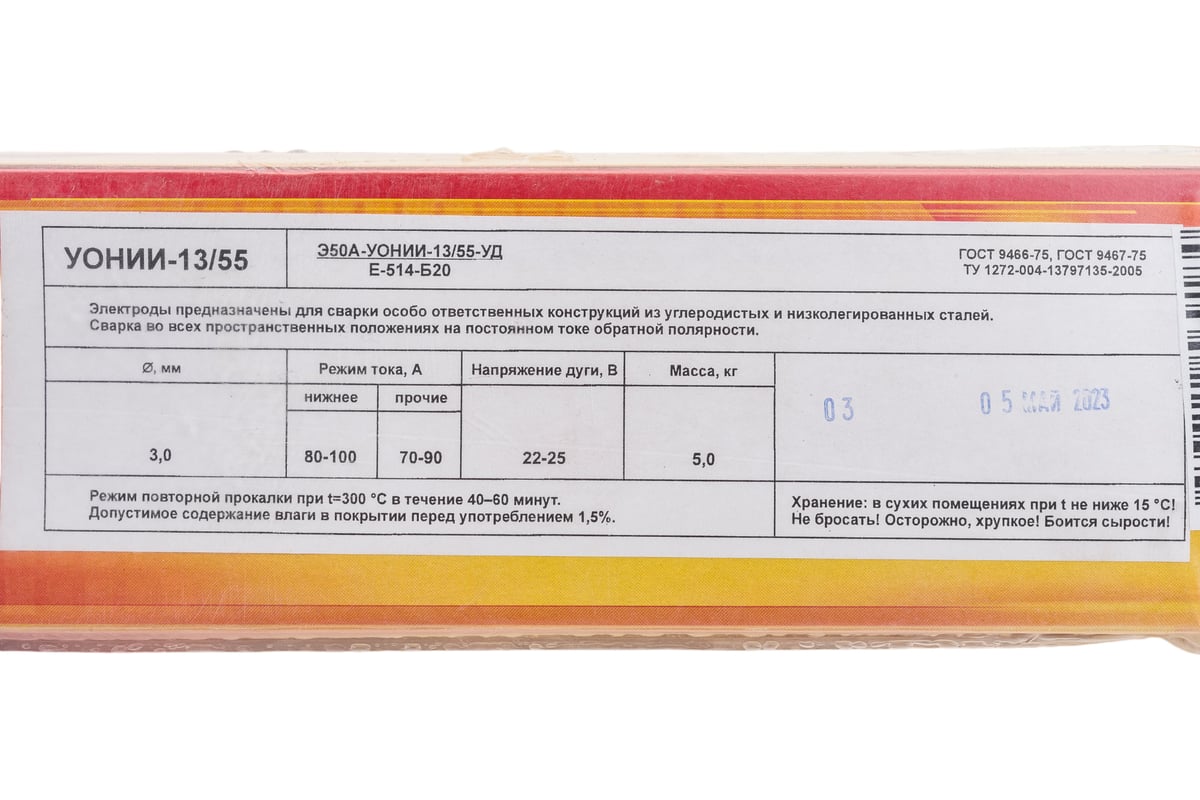 УОНИИ-13/55
Э50А-УОНИИ-13/55-УД
Е-514-Б20
ГОСТ 9466-75, ГОСТ 9467-75
ТУ 1272-004-13797135-2005
Электроды предназначены для сварки особо ответственных конструкций из углеродистых и низколегированных сталей.
Сварка во всех пространственных положениях на постоянном токе обратной полярности.
Ø, мм
Режим тока, А
Напряжение дуги, В
Масса, кг
нижнее
прочие
03
05 МАЙ 2023
3,0
80-100
70-90
22-25
5,0
Режим повторной прокалки при t=300 °С в течение 40–60 минут.
Допустимое содержание влаги в покрытии перед употреблением 1,5%.
Хранение: в сухих помещениях при t не ниже 15 °С!
Не бросать! Осторожно, хрупкое! Боится сырости!